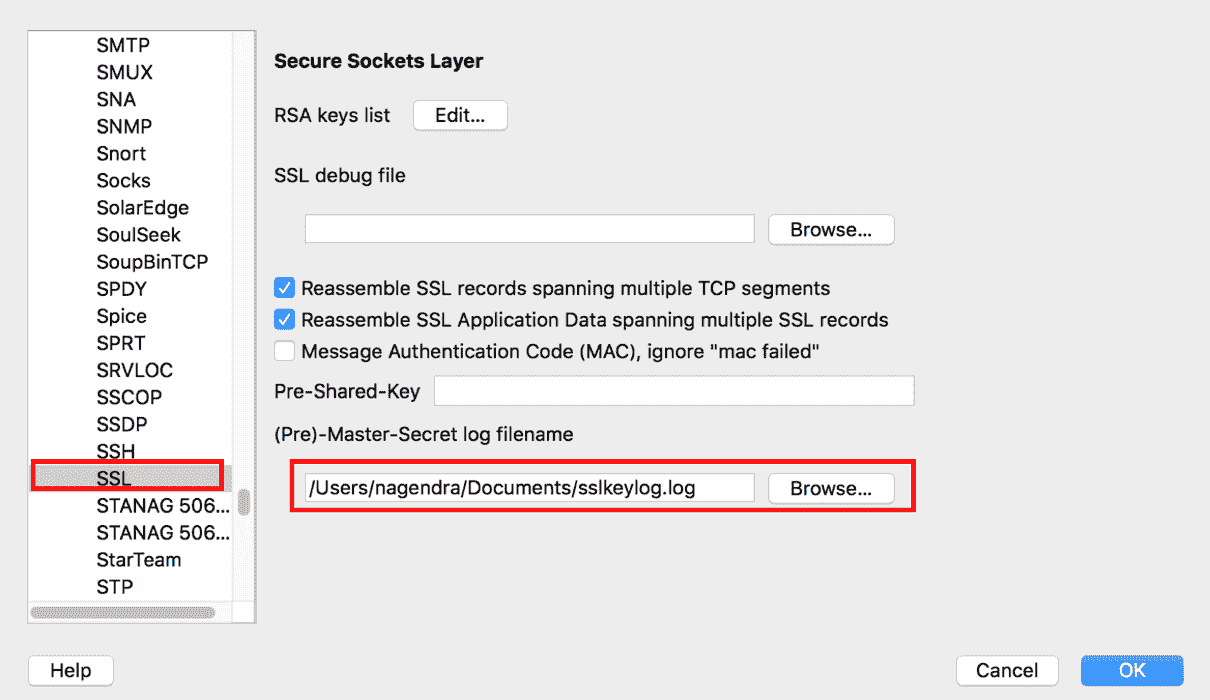 SMTP
SMUX
SNA
SNMP
Snort
Socks
SolarEdge
SoulSeek
SoupBinTCP
SPDY
Spice
SPRT
SRVLOC
SSCOP
SSDP
SSH
SSL
STANAG 506...
STANAG 506...
StarTeam
STP
Secure Sockets Layer
RSA keys list Edit...
SSL debug file
Browse...
Reassemble SSL records spanning multiple TCP segments
Reassemble SSL Application Data spanning multiple SSL records
Message Authentication Code (MAC), ignore "mac failed"
Pre-Shared-Key
(Pre)-Master-Secret log filename
/Users/nagendra/Documents/sslkeylog.log Browse...
Help Cancel OK